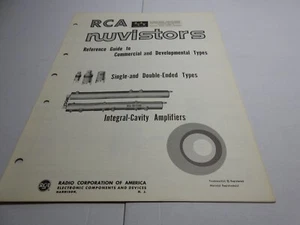 RCA
nuvistors
Reference Guide to
Commercial and Developmental Types
Single-and Double-Ended Types
Integral-Cavity Amplifiers
RADIO CORPORATION OF AMERICA
ELECTRONIC COMPONENTS AND DEVICES
HARRISON, N. J.